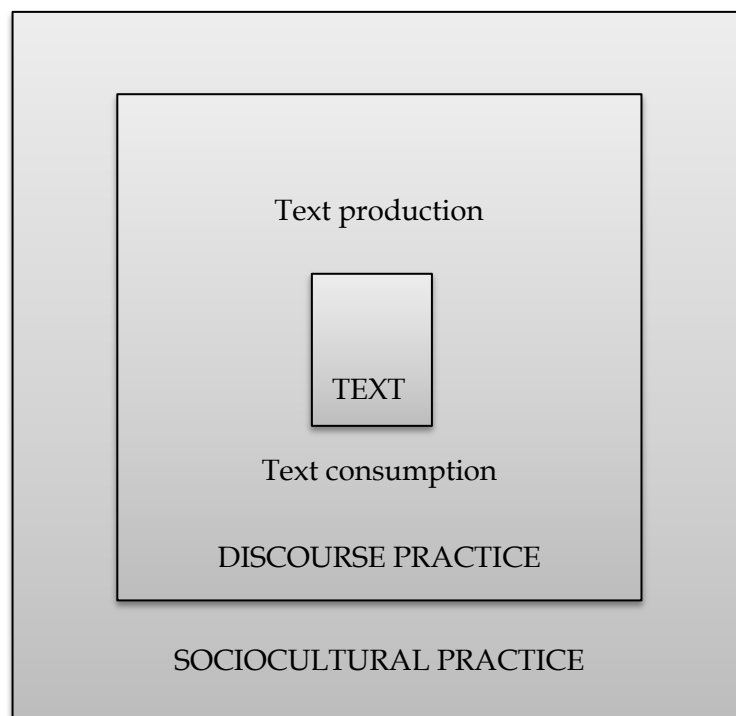 Text production
TEXT
Text consumption
DISCOURSE PRACTICE
SOCIOCULTURAL PRACTICE